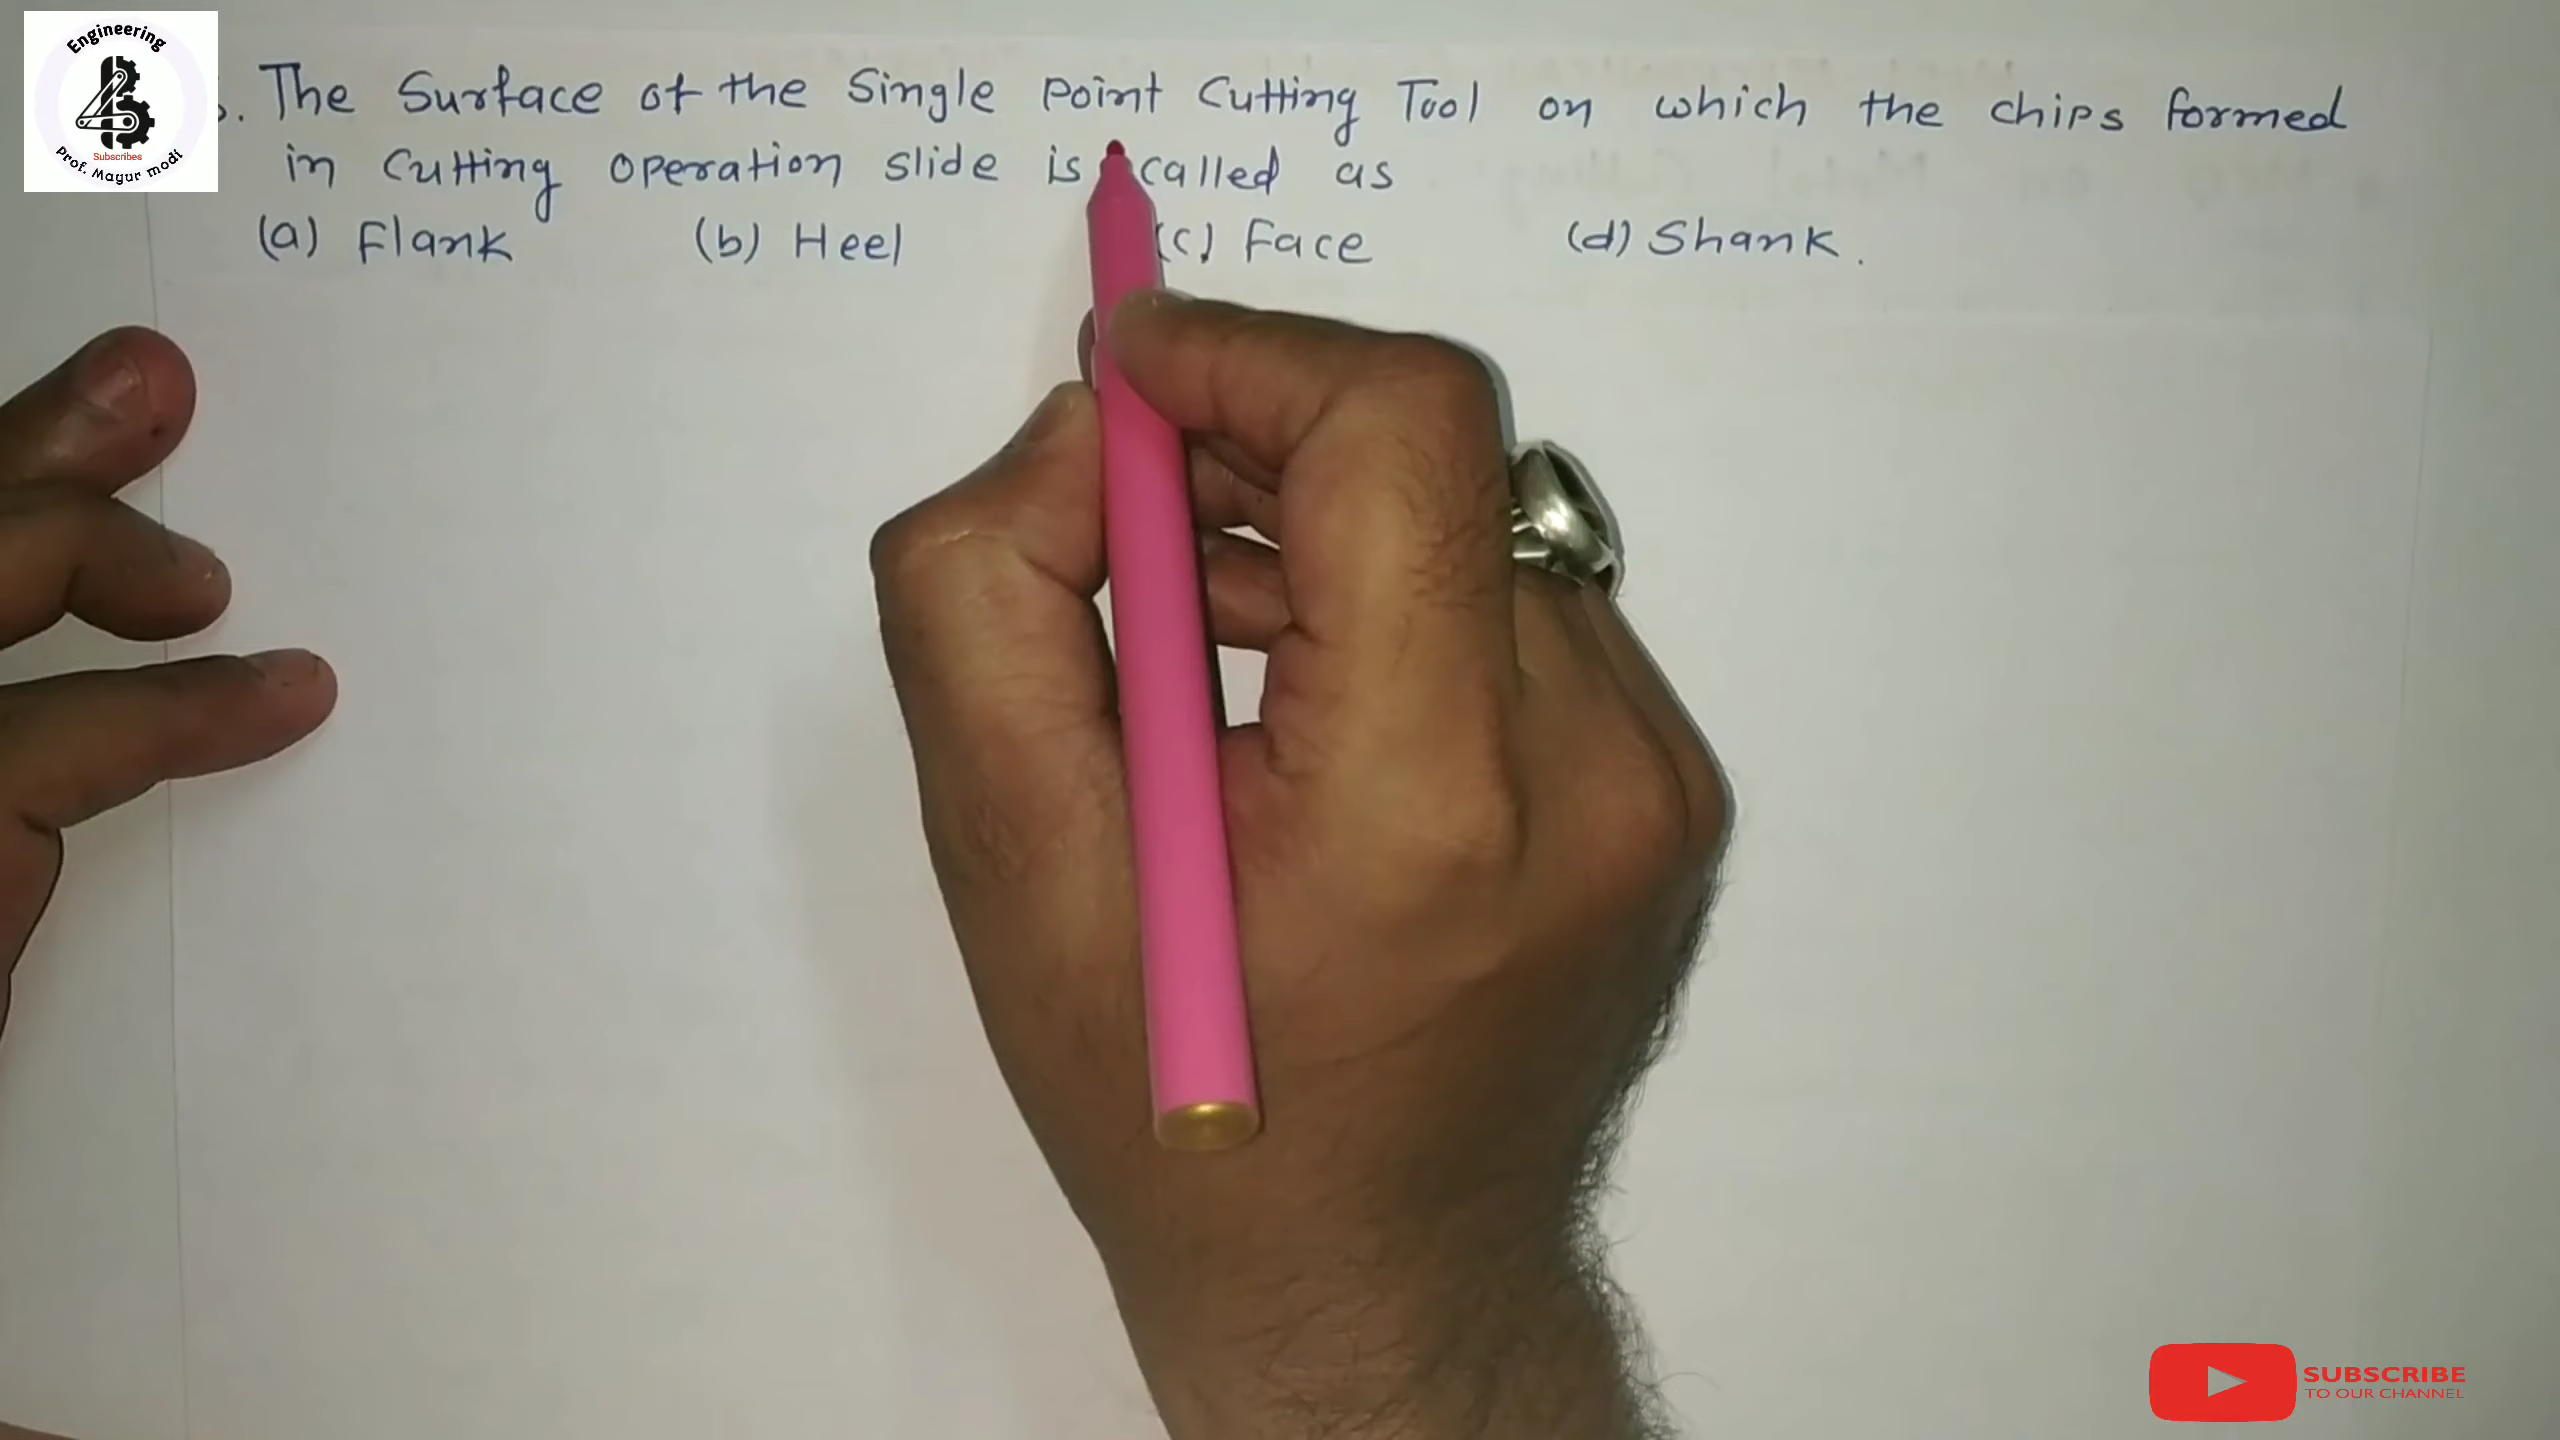 Engineering
Subscribes
Prof. Mayur modi
. The Surface of the Single Point Cutting Tool on which the chips formed
in Cutting operation slide is called as
(a) Flank (b) Heel (c) Face (d) Shank.
SUBSCRIBE
TO OUR CHANNEL